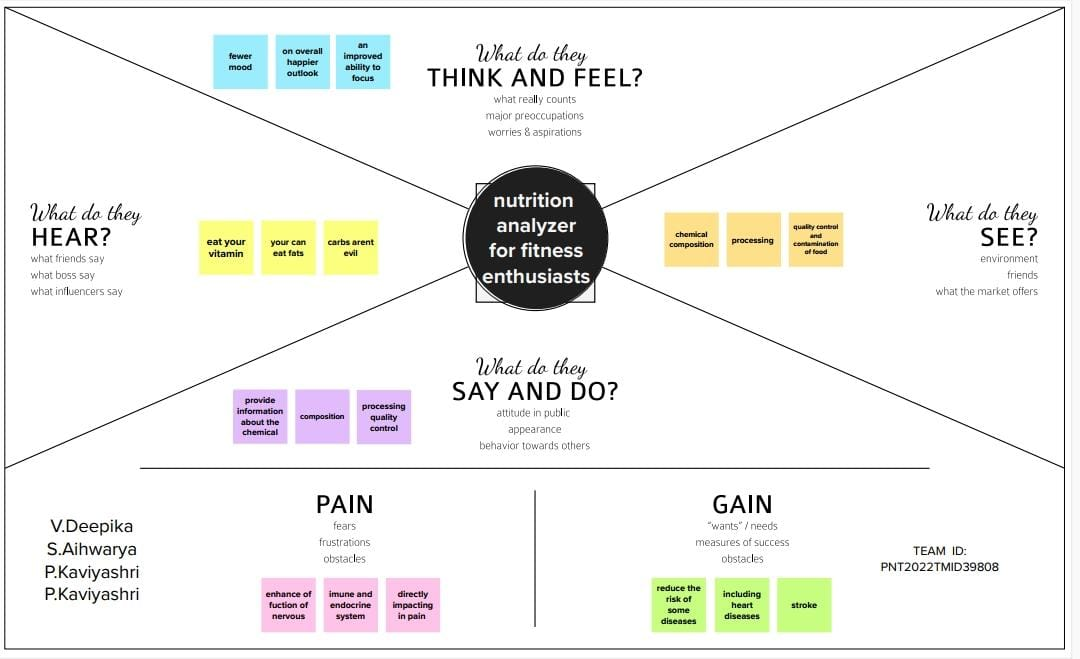 What do they
THINK AND FEEL?
what really counts
major preoccupations
worries & aspirations
fewer
mood
on overall
happier
outlook
an
improved
ability to
focus
What do they
HEAR?
what friends say
what boss say
what influencers say
eat your
vitamin
your can
eat fats
carbs arent
evil
nutrition
analyzer
for fitness
enthusiasts
chemical
composition
processing
quality control
and
contamination
of food
What do they
SEE?
environment
friends
what the market offers
What do they
SAY AND DO?
attitude in public
appearance
behavior towards others
provide
information
about the
chemical
composition
processing
quality
control
V.Deepika
S.Aihwarya
P.Kaviyashri
P.Kaviyashri
PAIN
fears
frustrations
obstacles
enhance of
fuction of
nervous
imune and
endocrine
system
directly
impacting
in pain
GAIN
“wants” / needs
measures of success
obstacles
reduce the
risk of
some
diseases
including
heart
diseases
stroke
TEAM ID:
PNT2022TMID39808